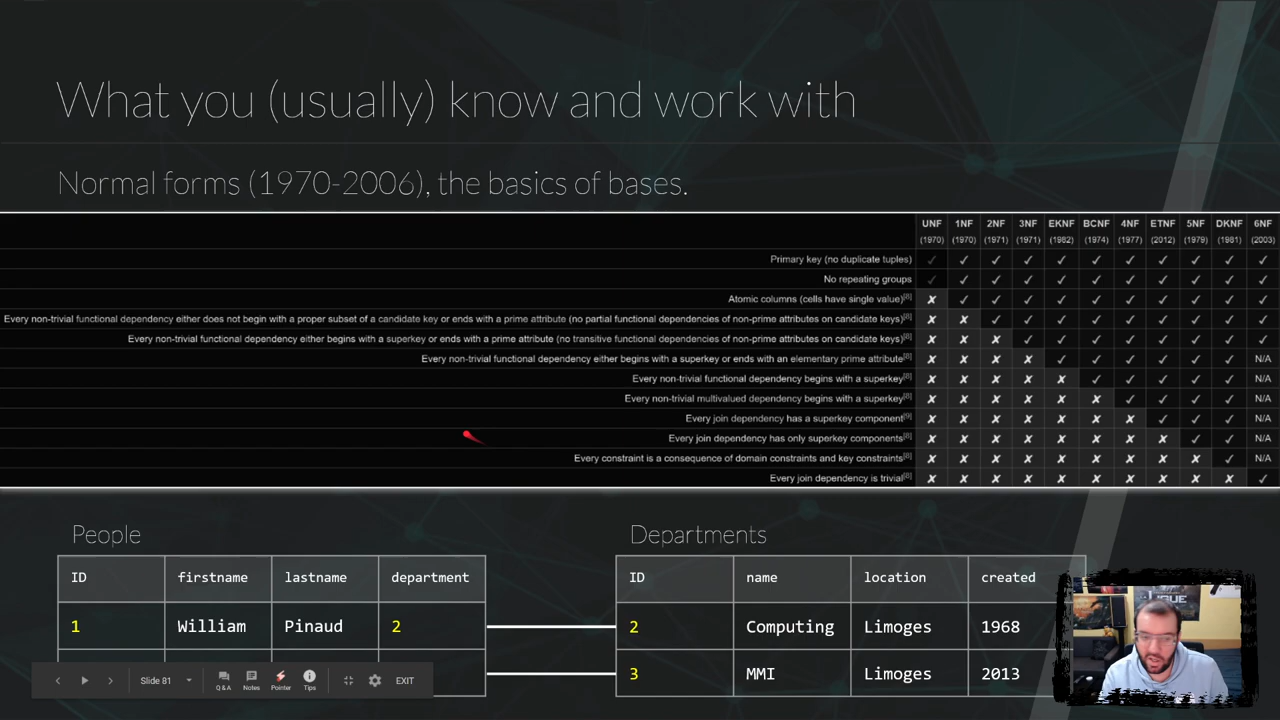 What you (usually) know and work with
Normal forms (1970-2006), the basics of bases.
UNF 1NF 2NF 3NF EKNF BCNF 4NF ETNF 5NF DKNF 6NF
(1970) (1970) (1971) (1971) (1982) (1974) (1977) (2012) (1979) (1981) (2003)
Primary key (no duplicate tuples) ✓ ✓ ✓ ✓ ✓ ✓ ✓ ✓ ✓ ✓ ✓
No repeating groups ✓ ✓ ✓ ✓ ✓ ✓ ✓ ✓ ✓ ✓ ✓
Atomic columns (cells have single value)[8] ✗ ✓ ✓ ✓ ✓ ✓ ✓ ✓ ✓ ✓ ✓
Every non-trivial functional dependency either does not begin with a proper subset of a candidate key or ends with a prime attribute (no partial functional dependencies of non-prime attributes on candidate keys)[8] ✗ ✗ ✓ ✓ ✓ ✓ ✓ ✓ ✓ ✓ ✓
Every non-trivial functional dependency either begins with a superkey or ends with a prime attribute (no transitive functional dependencies of non-prime attributes on candidate keys)[8] ✗ ✗ ✗ ✓ ✓ ✓ ✓ ✓ ✓ ✓ ✓
Every non-trivial functional dependency either begins with a superkey or ends with an elementary prime attribute[8] ✗ ✗ ✗ ✗ ✓ ✓ ✓ ✓ ✓ ✓ N/A
Every non-trivial functional dependency begins with a superkey[8] ✗ ✗ ✗ ✗ ✗ ✓ ✓ ✓ ✓ ✓ N/A
Every non-trivial multivalued dependency begins with a superkey[8] ✗ ✗ ✗ ✗ ✗ ✗ ✓ ✓ ✓ ✓ N/A
Every join dependency has a superkey component[9] ✗ ✗ ✗ ✗ ✗ ✗ ✗ ✓ ✓ ✓ N/A
Every join dependency has only superkey components[8] ✗ ✗ ✗ ✗ ✗ ✗ ✗ ✗ ✓ ✓ N/A
Every constraint is a consequence of domain constraints and key constraints[8] ✗ ✗ ✗ ✗ ✗ ✗ ✗ ✗ ✗ ✓ N/A
Every join dependency is trivial[8] ✗ ✗ ✗ ✗ ✗ ✗ ✗ ✗ ✗ ✗ ✓
People
ID firstname lastname department
1 William Pinaud 2
Departments
ID name location created
2 Computing Limoges 1968
3 MMI Limoges 2013
Slide 81
Q&A
Notes
Pointer
Tips
EXIT